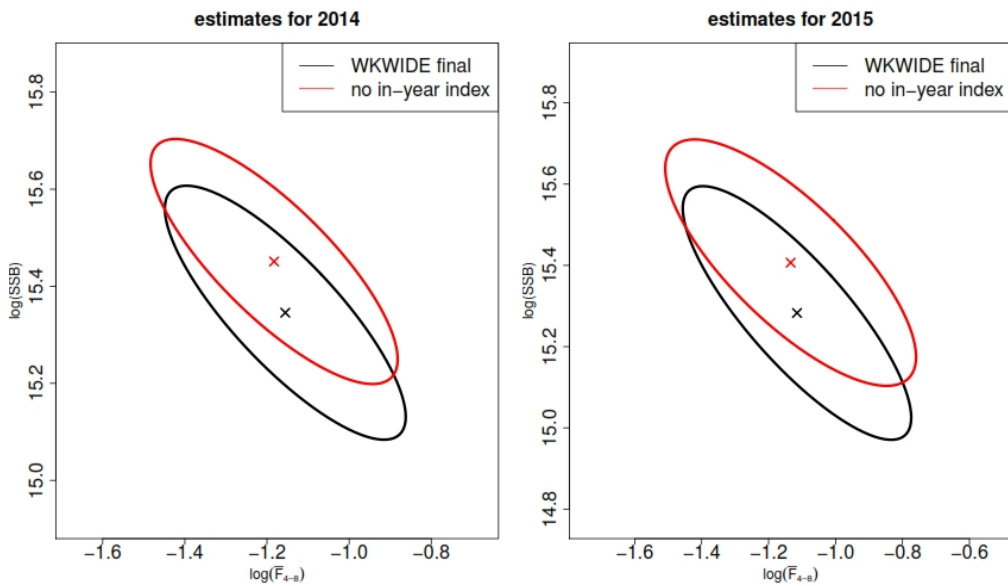 estimates for 2014
WKWIDE final
no in−year index
log(SSB)
15.8
15.6
15.4
15.2
15.0
−1.6
−1.4
−1.2
−1.0
−0.8
log(F̅4−8)
estimates for 2015
WKWIDE final
no in−year index
log(SSB)
15.8
15.6
15.4
15.2
15.0
14.8
−1.6
−1.4
−1.2
−1.0
−0.8
−0.6
log(F̅4−8)